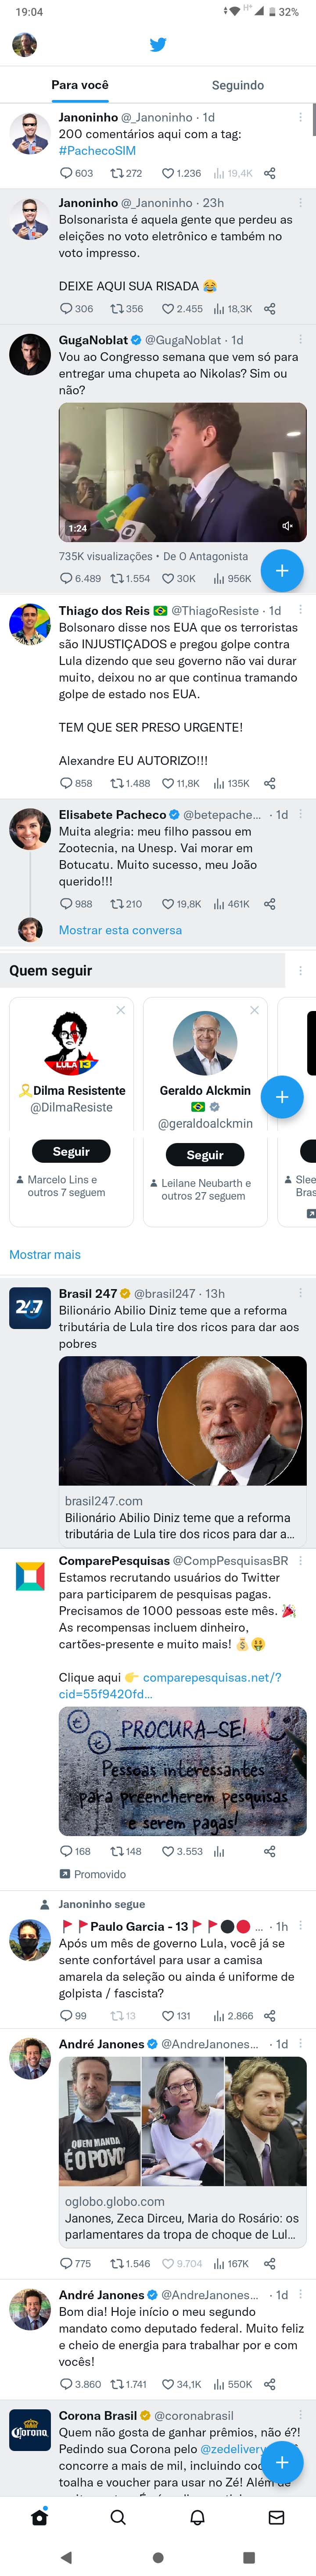 19:04
H+
32%
Para você
Seguindo
Janoninho @_Janoninho · 1d
200 comentários aqui com a tag:
#PachecoSIM
603 272 1.236 19,4K
Janoninho @_Janoninho · 23h
Bolsonarista é aquela gente que perdeu as
eleições no voto eletrônico e também no
voto impresso.
DEIXE AQUI SUA RISADA 😂
306 356 2.455 18,3K
GugaNoblat @GugaNoblat · 1d
Vou ao Congresso semana que vem só para
entregar uma chupeta ao Nikolas? Sim ou
não?
1:24
735K visualizações • De O Antagonista
6.489 1.554 30K 956K
Thiago dos Reis 🇧🇷 @ThiagoResiste · 1d
Bolsonaro disse nos EUA que os terroristas
são INJUSTIÇADOS e pregou golpe contra
Lula dizendo que seu governo não vai durar
muito, deixou no ar que continua tramando
golpe de estado nos EUA.
TEM QUE SER PRESO URGENTE!
Alexandre EU AUTORIZO!!!
858 1.488 11,8K 135K
Elisabete Pacheco @betepache... · 1d
Muita alegria: meu filho passou em
Zootecnia, na Unesp. Vai morar em
Botucatu. Muito sucesso, meu João
querido!!!
988 210 19,8K 461K
Mostrar esta conversa
Quem seguir
LULA 13
🎗️Dilma Resistente
@DilmaResiste
Seguir
Marcelo Lins e
outros 7 seguem
Geraldo Alckmin
🇧🇷
@geraldoalckmin
Seguir
Leilane Neubarth e
outros 27 seguem
Slee
Bras
Mostrar mais
247
Brasil 247 @brasil247 · 13h
Bilionário Abilio Diniz teme que a reforma
tributária de Lula tire dos ricos para dar aos
pobres
brasil247.com
Bilionário Abilio Diniz teme que a reforma
tributária de Lula tire dos ricos para dar a...
ComparePesquisas @CompPesquisasBR
Estamos recrutando usuários do Twitter
para participarem de pesquisas pagas.
Precisamos de 1000 pessoas este mês. 🎉
As recompensas incluem dinheiro,
cartões-presente e muito mais! 💰🤑
Clique aqui 👉 comparepesquisas.net/?
cid=55f9420fd...
PROCURA-SE!
Pessoas interessantes
para preencherem pesquisas
e serem pagas!
168 148 3.553
Promovido
Janoninho segue
🚩🚩Paulo Garcia - 13🚩🚩⚫🔴 ... · 1h
Após um mês de governo Lula, você já se
sente confortável para usar a camisa
amarela da seleção ou ainda é uniforme de
golpista / fascista?
99 13 131 2.866
André Janones @AndreJanones... · 1d
QUEM MANDA
É O POVO
oglobo.globo.com
Janones, Zeca Dirceu, Maria do Rosário: os
parlamentares da tropa de choque de Lul...
775 1.546 9.704 167K
André Janones @AndreJanones... · 1d
Bom dia! Hoje início o meu segundo
mandato como deputado federal. Muito feliz
e cheio de energia para trabalhar por e com
vocês!
3.860 1.741 34,1K 550K
Corona
Corona Brasil @coronabrasil
Quem não gosta de ganhar prêmios, não é?!
Pedindo sua Corona pelo @zedelivery
concorre a mais de mil, incluindo coo
toalha e voucher para usar no Zé! Além de